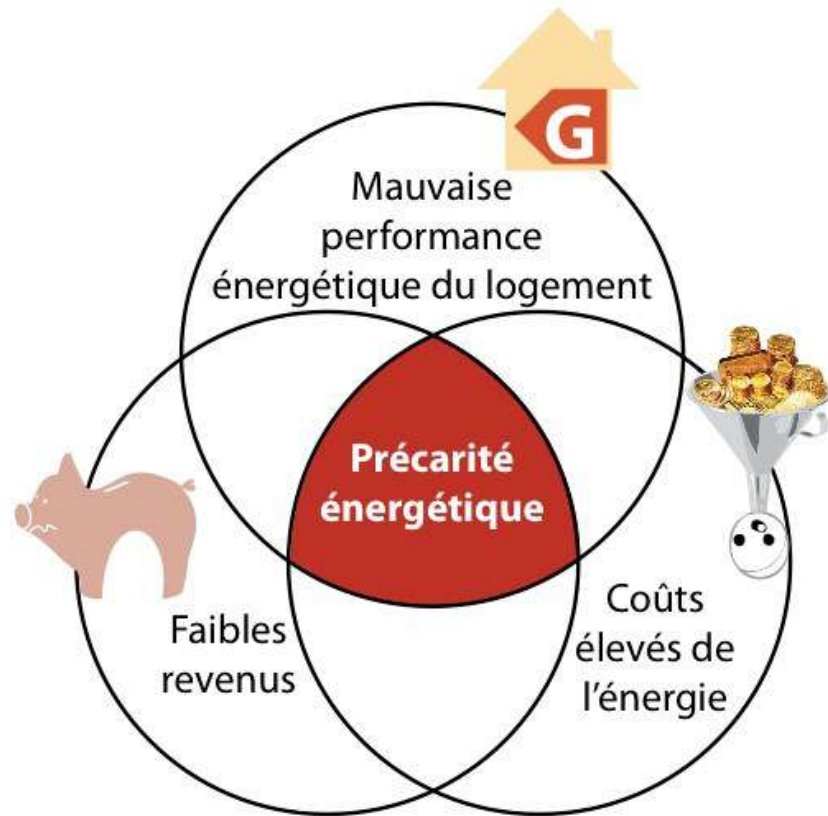 G
Mauvaise
performance
énergétique du logement
Précarité
énergétique
Faibles
revenus
Coûts
élevés de
l’énergie